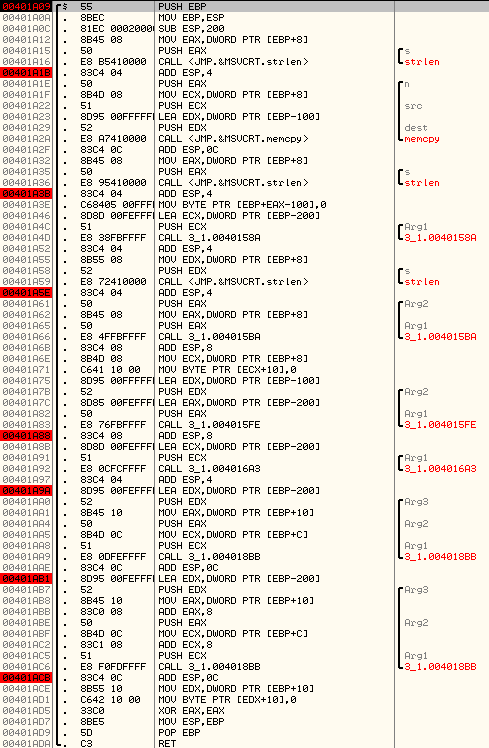 00401A09 $ 55 PUSH EBP
00401A0A . 8BEC MOV EBP,ESP
00401A0C . 81EC 00020000 SUB ESP,200
00401A12 . 8B45 08 MOV EAX,DWORD PTR [EBP+8]
00401A15 . 50 PUSH EAX s
00401A16 . E8 B5410000 CALL <JMP.&MSVCRT.strlen> strlen
00401A1B . 83C4 04 ADD ESP,4
00401A1E . 50 PUSH EAX n
00401A1F . 8B4D 08 MOV ECX,DWORD PTR [EBP+8]
00401A22 . 51 PUSH ECX src
00401A23 . 8D95 00FFFFF LEA EDX,DWORD PTR [EBP-100]
00401A29 . 52 PUSH EDX dest
00401A2A . E8 A7410000 CALL <JMP.&MSVCRT.memcpy> memcpy
00401A2F . 83C4 0C ADD ESP,0C
00401A32 . 8B45 08 MOV EAX,DWORD PTR [EBP+8]
00401A35 . 50 PUSH EAX s
00401A36 . E8 95410000 CALL <JMP.&MSVCRT.strlen> strlen
00401A3B . 83C4 04 ADD ESP,4
00401A3E . C68405 00FFF MOV BYTE PTR [EBP+EAX-100],0
00401A46 . 8D8D 00FEFFF LEA ECX,DWORD PTR [EBP-200]
00401A4C . 51 PUSH ECX Arg1
00401A4D . E8 38FBFFFF CALL 3_1.0040158A 3_1.0040158A
00401A52 . 83C4 04 ADD ESP,4
00401A55 . 8B55 08 MOV EDX,DWORD PTR [EBP+8]
00401A58 . 52 PUSH EDX s
00401A59 . E8 72410000 CALL <JMP.&MSVCRT.strlen> strlen
00401A5E . 83C4 04 ADD ESP,4
00401A61 . 50 PUSH EAX Arg2
00401A62 . 8B45 08 MOV EAX,DWORD PTR [EBP+8]
00401A65 . 50 PUSH EAX Arg1
00401A66 . E8 4FFBFFFF CALL 3_1.004015BA 3_1.004015BA
00401A6B . 83C4 08 ADD ESP,8
00401A6E . 8B4D 08 MOV ECX,DWORD PTR [EBP+8]
00401A71 . C641 10 00 MOV BYTE PTR [ECX+10],0
00401A75 . 8D95 00FFFFF LEA EDX,DWORD PTR [EBP-100]
00401A7B . 52 PUSH EDX Arg2
00401A7C . 8D85 00FEFFF LEA EAX,DWORD PTR [EBP-200]
00401A82 . 50 PUSH EAX Arg1
00401A83 . E8 76FBFFFF CALL 3_1.004015FE 3_1.004015FE
00401A88 . 83C4 08 ADD ESP,8
00401A8B . 8D8D 00FEFFF LEA ECX,DWORD PTR [EBP-200]
00401A91 . 51 PUSH ECX Arg1
00401A92 . E8 0CFCFFFF CALL 3_1.004016A3 3_1.004016A3
00401A97 . 83C4 04 ADD ESP,4
00401A9A . 8D95 00FEFFF LEA EDX,DWORD PTR [EBP-200]
00401AA0 . 52 PUSH EDX Arg3
00401AA1 . 8B45 10 MOV EAX,DWORD PTR [EBP+10]
00401AA4 . 50 PUSH EAX Arg2
00401AA5 . 8B4D 0C MOV ECX,DWORD PTR [EBP+C]
00401AA8 . 51 PUSH ECX Arg1
00401AA9 . E8 0DFEFFFF CALL 3_1.004018BB 3_1.004018BB
00401AAE . 83C4 0C ADD ESP,0C
00401AB1 . 8D95 00FEFFF LEA EDX,DWORD PTR [EBP-200]
00401AB7 . 52 PUSH EDX Arg3
00401AB8 . 8B45 10 MOV EAX,DWORD PTR [EBP+10]
00401ABB . 83C0 08 ADD EAX,8
00401ABE . 50 PUSH EAX Arg2
00401ABF . 8B4D 0C MOV ECX,DWORD PTR [EBP+C]
00401AC2 . 83C1 08 ADD ECX,8
00401AC5 . 51 PUSH ECX Arg1
00401AC6 . E8 F0FDFFFF CALL 3_1.004018BB 3_1.004018BB
00401ACB . 83C4 0C ADD ESP,0C
00401ACE . 8B55 10 MOV EDX,DWORD PTR [EBP+10]
00401AD1 . C642 10 00 MOV BYTE PTR [EDX+10],0
00401AD5 . 33C0 XOR EAX,EAX
00401AD7 . 8BE5 MOV ESP,EBP
00401AD9 . 5D POP EBP
00401ADA . C3 RET